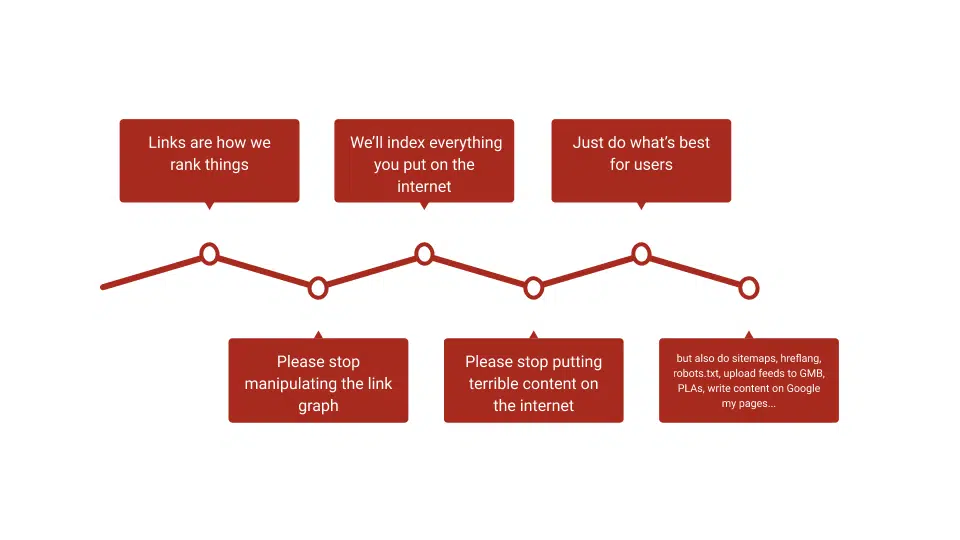 Links are how we
rank things
We’ll index everything
you put on the
internet
Just do what’s best
for users
Please stop
manipulating the link
graph
Please stop putting
terrible content on
the internet
but also do sitemaps, hreflang,
robots.txt, upload feeds to GMB,
PLAs, write content on Google
my pages...